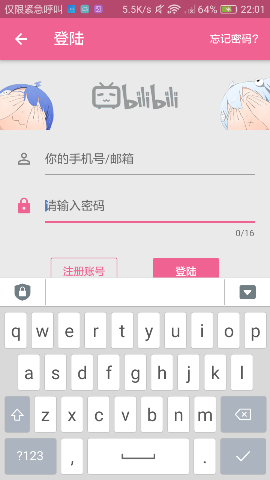 仅限紧急呼叫 5.5K/s 64% 22:01
登陆 忘记密码?
bilibili
你的手机号/邮箱
请输入密码
0/16
注册账号 登陆
q w e r t y u i o p
a s d f g h j k l
z x c v b n m
?123 , .